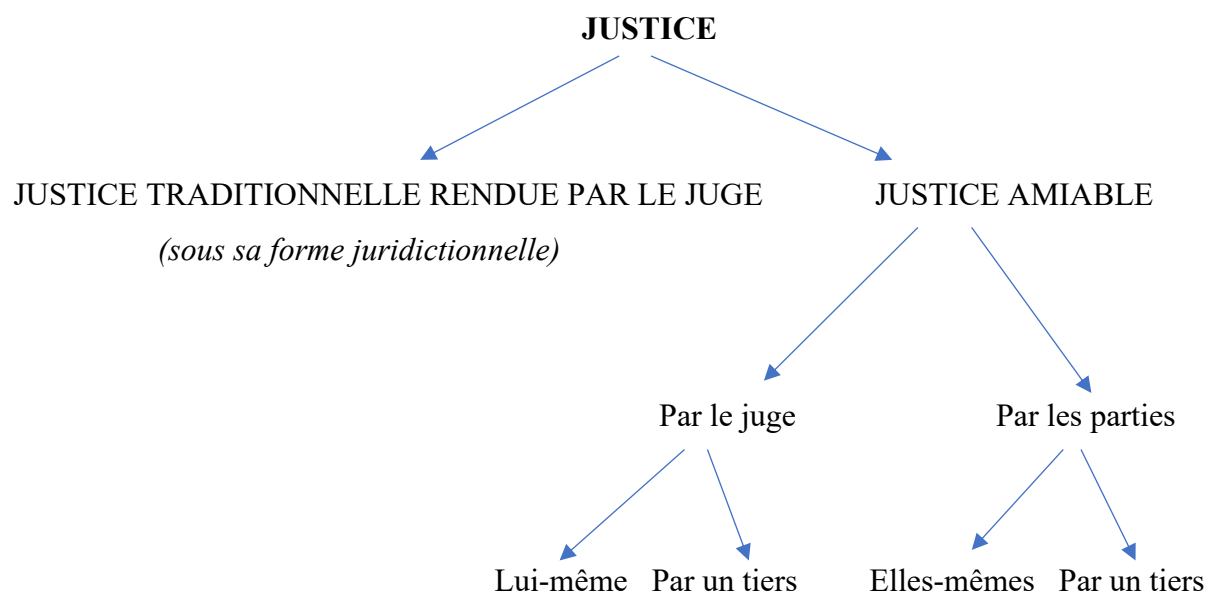 JUSTICE
JUSTICE TRADITIONNELLE RENDUE PAR LE JUGE JUSTICE AMIABLE
(sous sa forme juridictionnelle)
Par le juge Par les parties
Lui-même Par un tiers Elles-mêmes Par un tiers